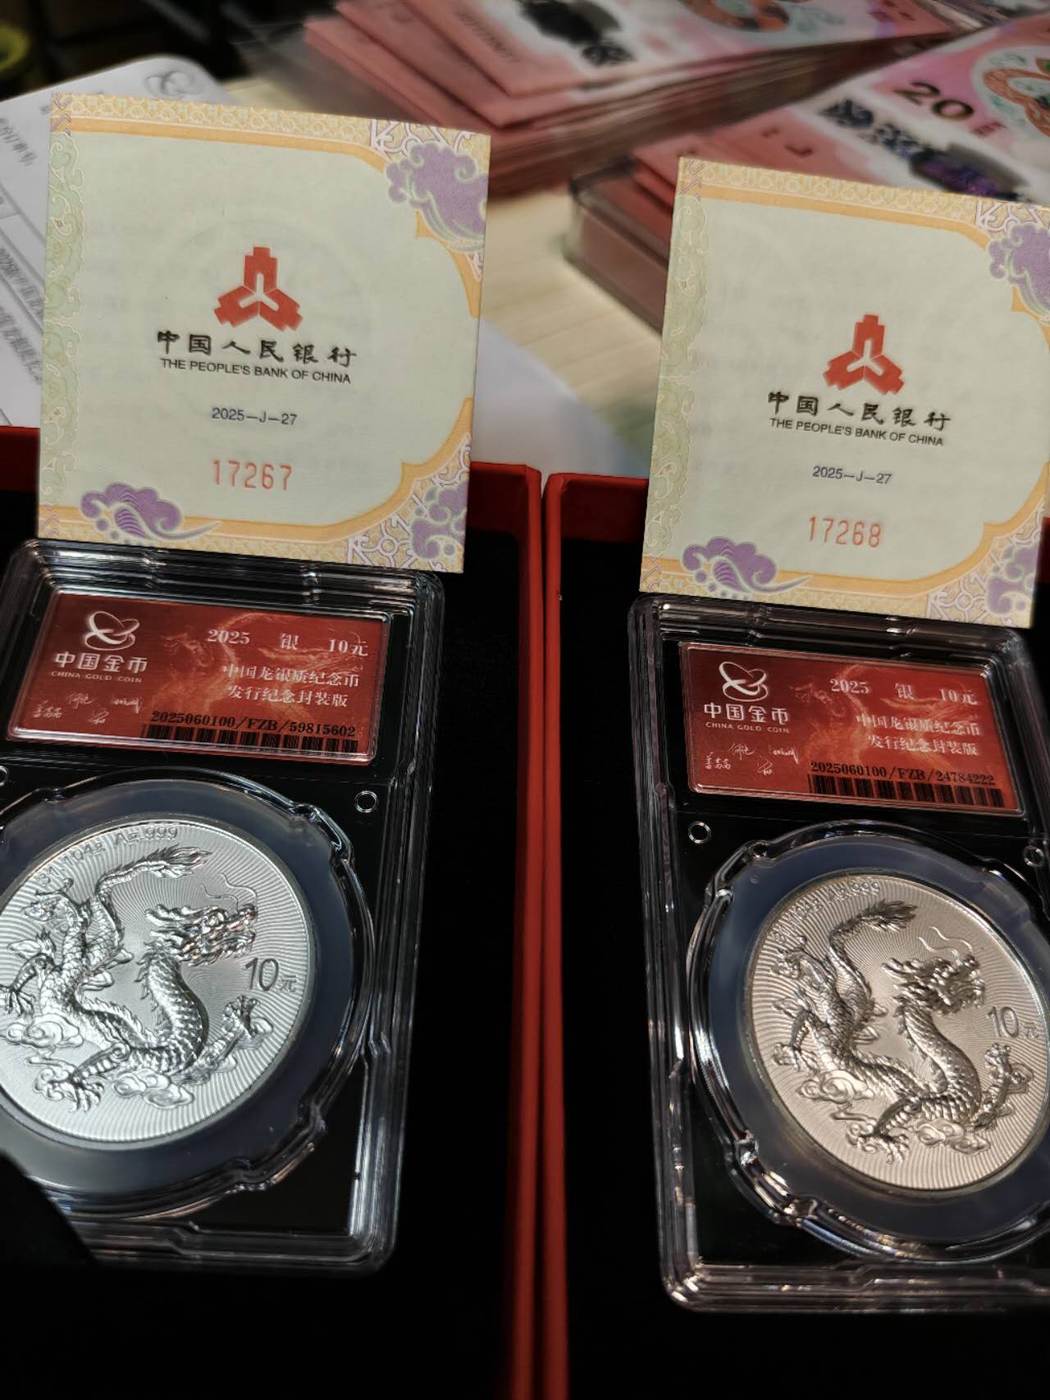 中国人民银行
THE PEOPLE'S BANK OF CHINA
2025-J-27
17267
中国人民银行
THE PEOPLE'S BANK OF CHINA
2025-J-27
17268
20
中国金币
CHINA GOLD COIN
2025 银 10元
中国龙银质纪念币
发行纪念封装版
2025060100/FZB/59815602
10元
中国金币
CHINA GOLD COIN
2025 银 10元
中国龙银质纪念币
发行纪念封装版
2025060100/FZB/24784222
10元